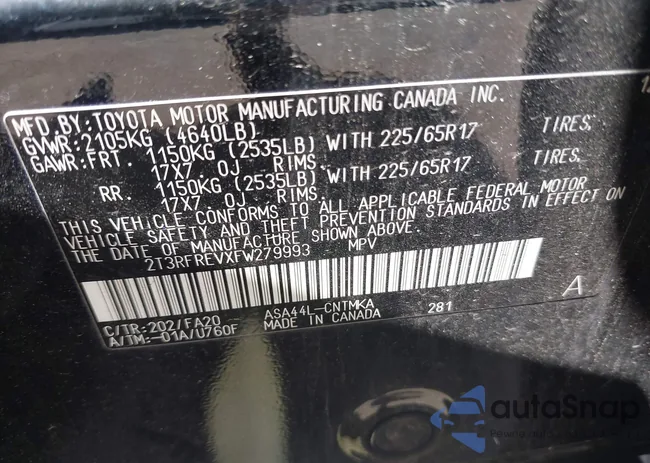 MFD. BY: TOYOTA MOTOR MANUFACTURING CANADA INC.
GVWR: 2105KG (4640LB)
GAWR: FRT. 1150KG (2535LB) WITH 225/65R17 TIRES,
17X7.0J RIMS.
RR. 1150KG (2535LB) WITH 225/65R17 TIRES,
17X7.0J RIMS.
THIS VEHICLE CONFORMS TO ALL APPLICABLE FEDERAL MOTOR
VEHICLE SAFETY AND THEFT PREVENTION STANDARDS IN EFFECT ON
THE DATE OF MANUFACTURE SHOWN ABOVE.
2T3RFREVXFW279993 MPV
A
C/TR:202/FA20 ASA44L-CNTMKA 281
A/TM:-01A/U760F MADE IN CANADA
autaSnap